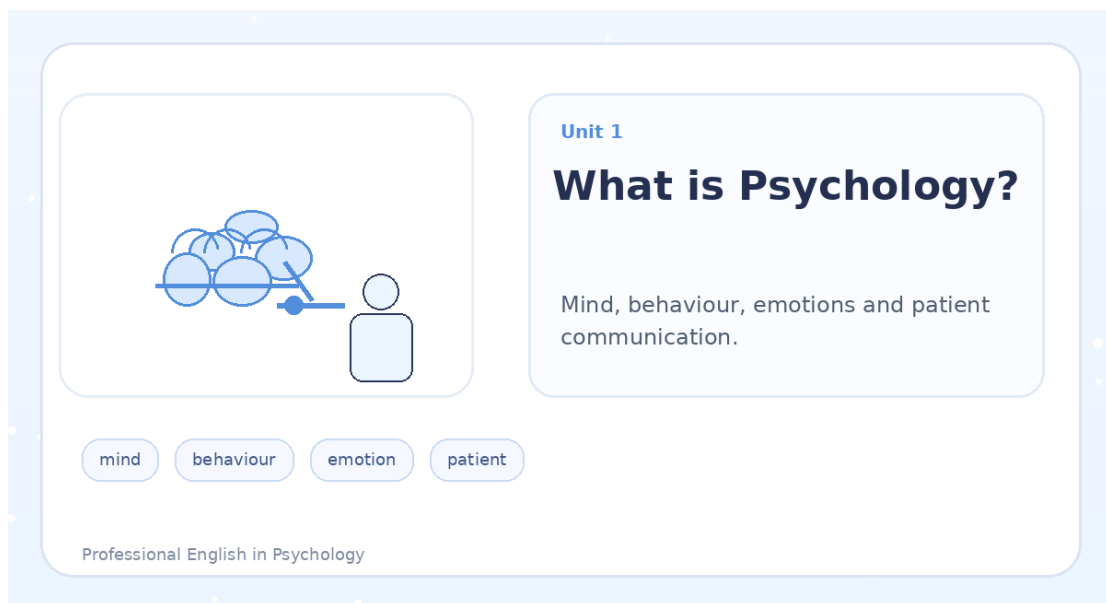 Unit 1
What is Psychology?
Mind, behaviour, emotions and patient
communication.
mind
behaviour
emotion
patient
Professional English in Psychology